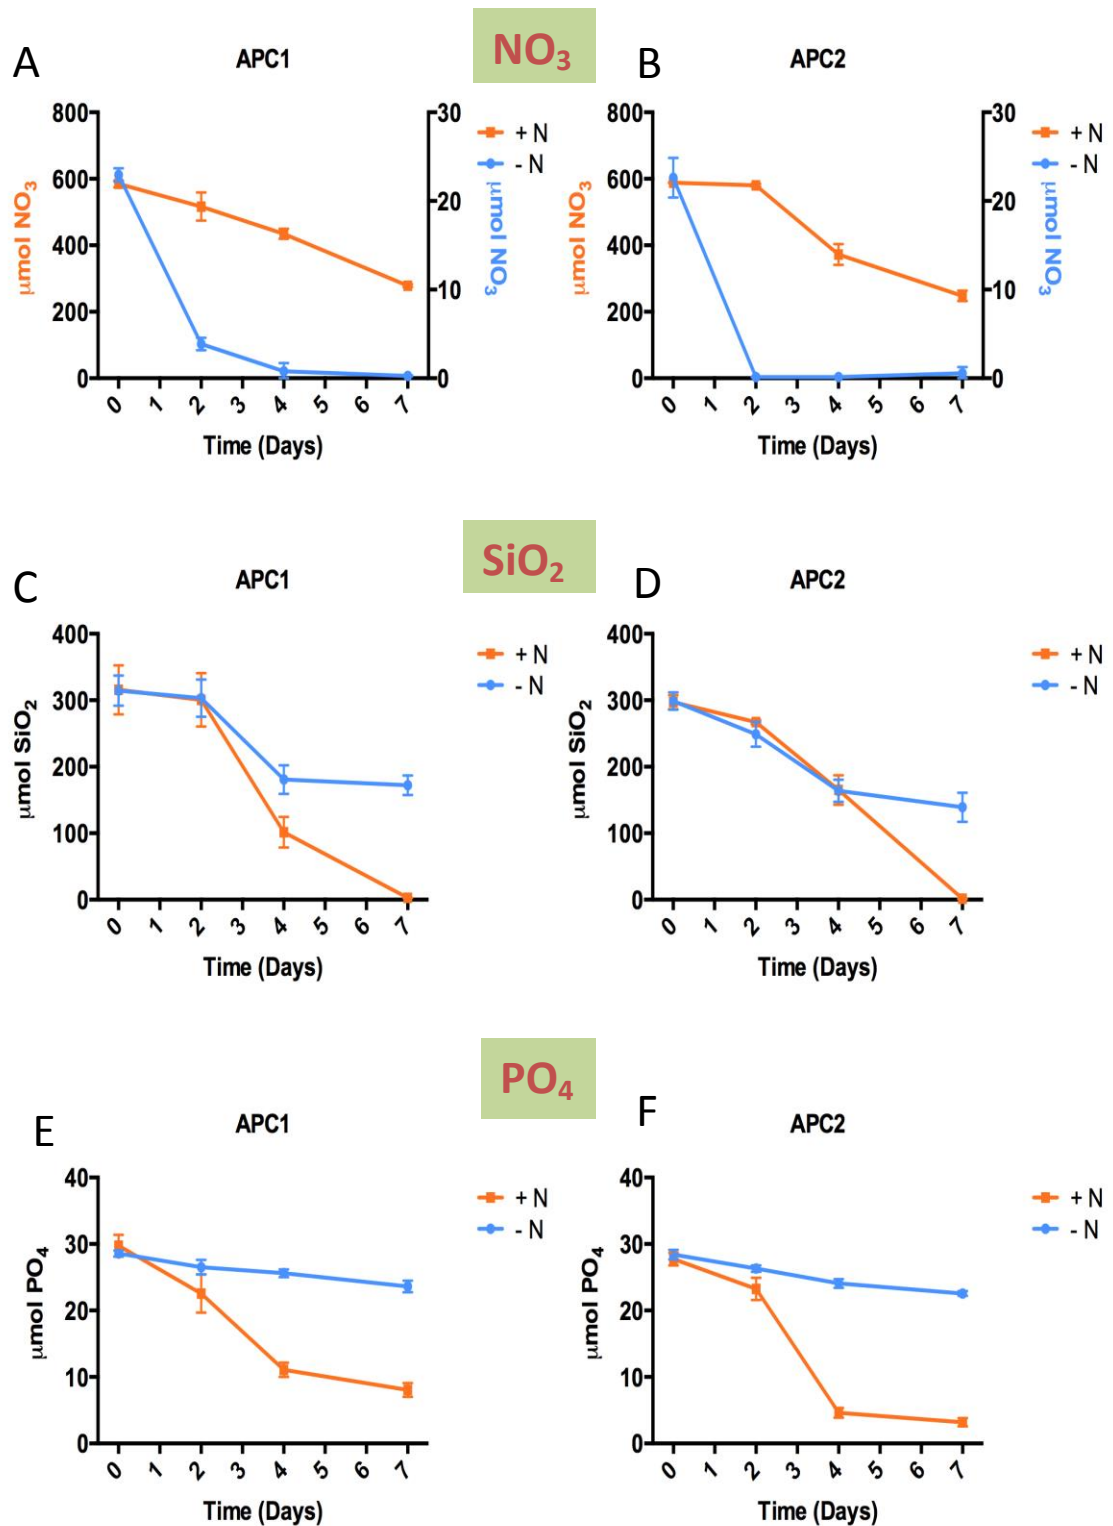 NO3
A
APC1
B
APC2
800
600
400
200
0
30
20
10
0
μmol NO3
μmol NO3
+ N
- N
0 1 2 3 4 5 6 7
Time (Days)
800
600
400
200
0
30
20
10
0
μmol NO3
μmol NO3
+ N
- N
0 1 2 3 4 5 6 7
Time (Days)
SiO2
C
APC1
D
APC2
400
300
200
100
0
μmol SiO2
+ N
- N
0 1 2 3 4 5 6 7
Time (Days)
400
300
200
100
0
μmol SiO2
+ N
- N
0 1 2 3 4 5 6 7
Time (Days)
PO4
E
APC1
F
APC2
40
30
20
10
0
μmol PO4
+ N
- N
0 1 2 3 4 5 6 7
Time (Days)
40
30
20
10
0
μmol PO4
+ N
- N
0 1 2 3 4 5 6 7
Time (Days)